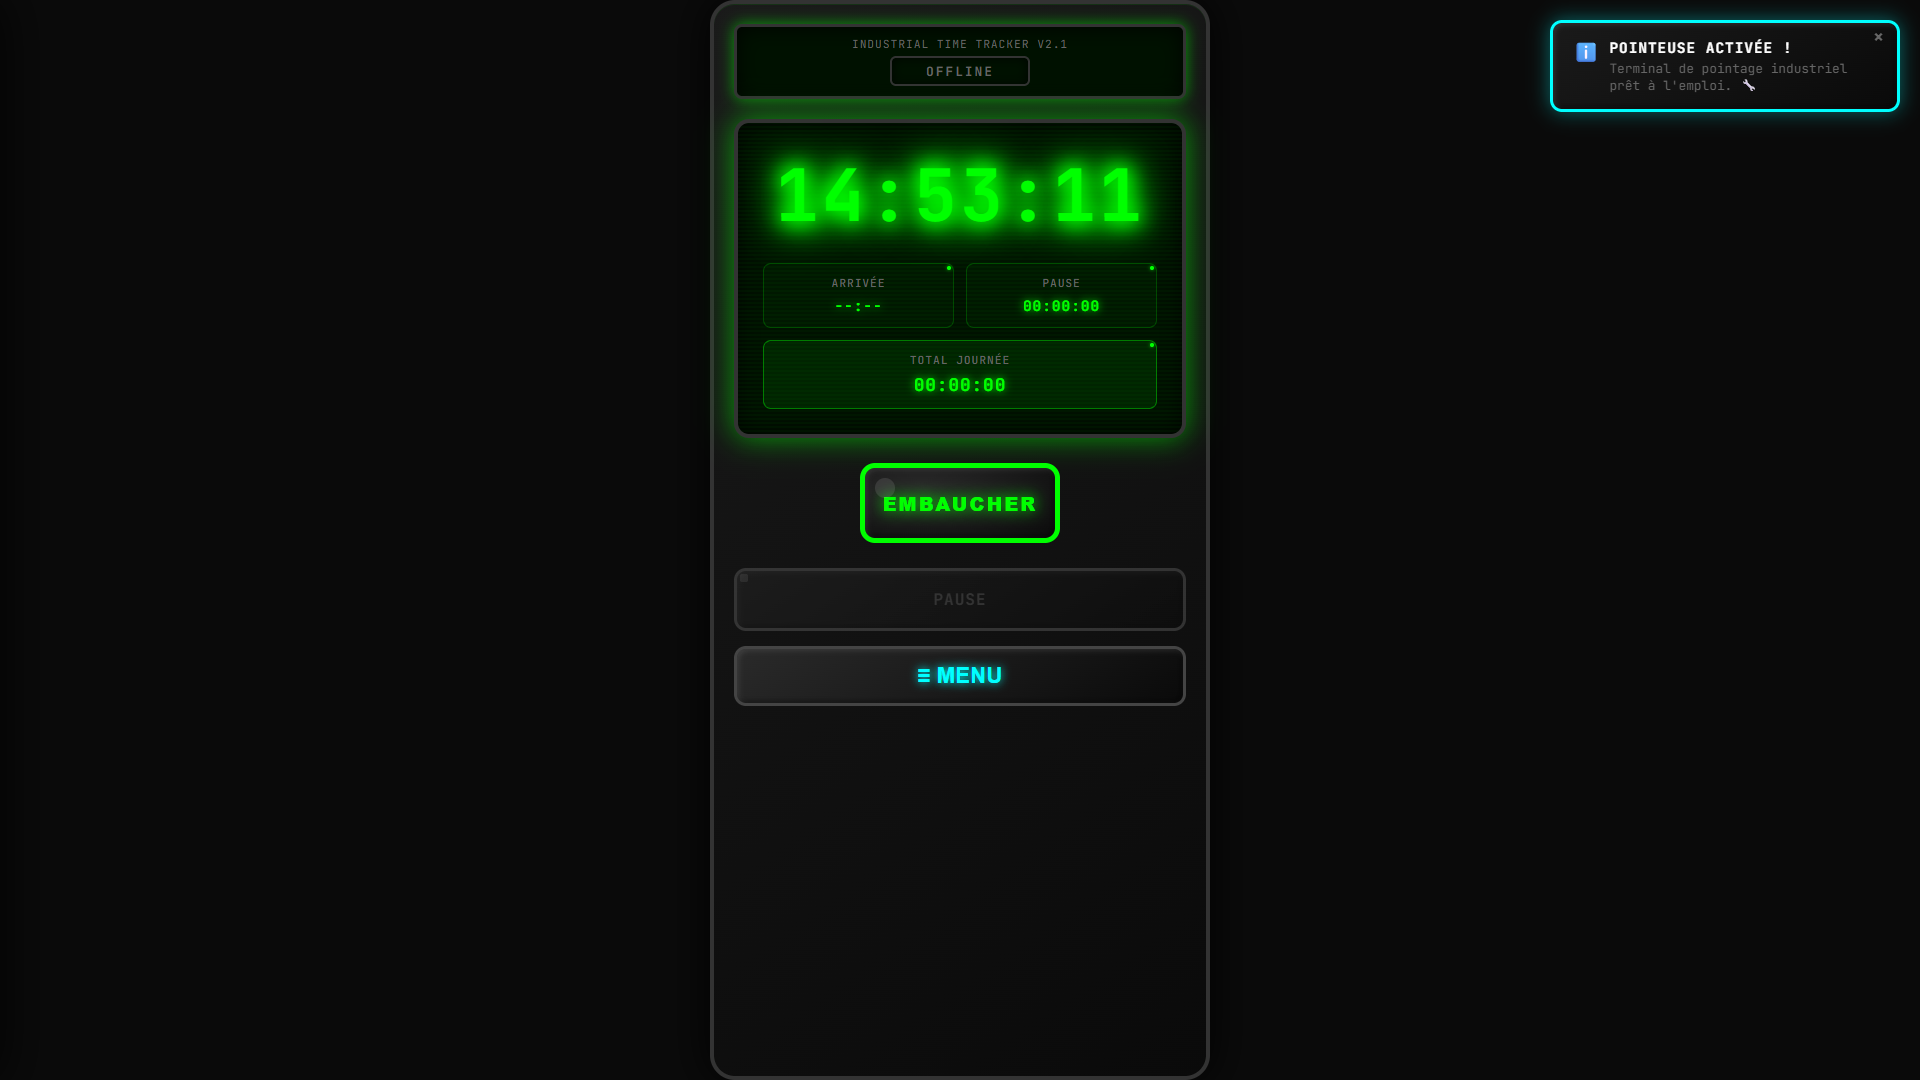 INDUSTRIAL TIME TRACKER V2.1
OFFLINE
14:53:11
ARRIVÉE
--:--
PAUSE
00:00:00
TOTAL JOURNÉE
00:00:00
EMBAUCHER
PAUSE
≡ MENU
POINTEUSE ACTIVÉE !
×
Terminal de pointage industriel
prêt à l'emploi. 🔧